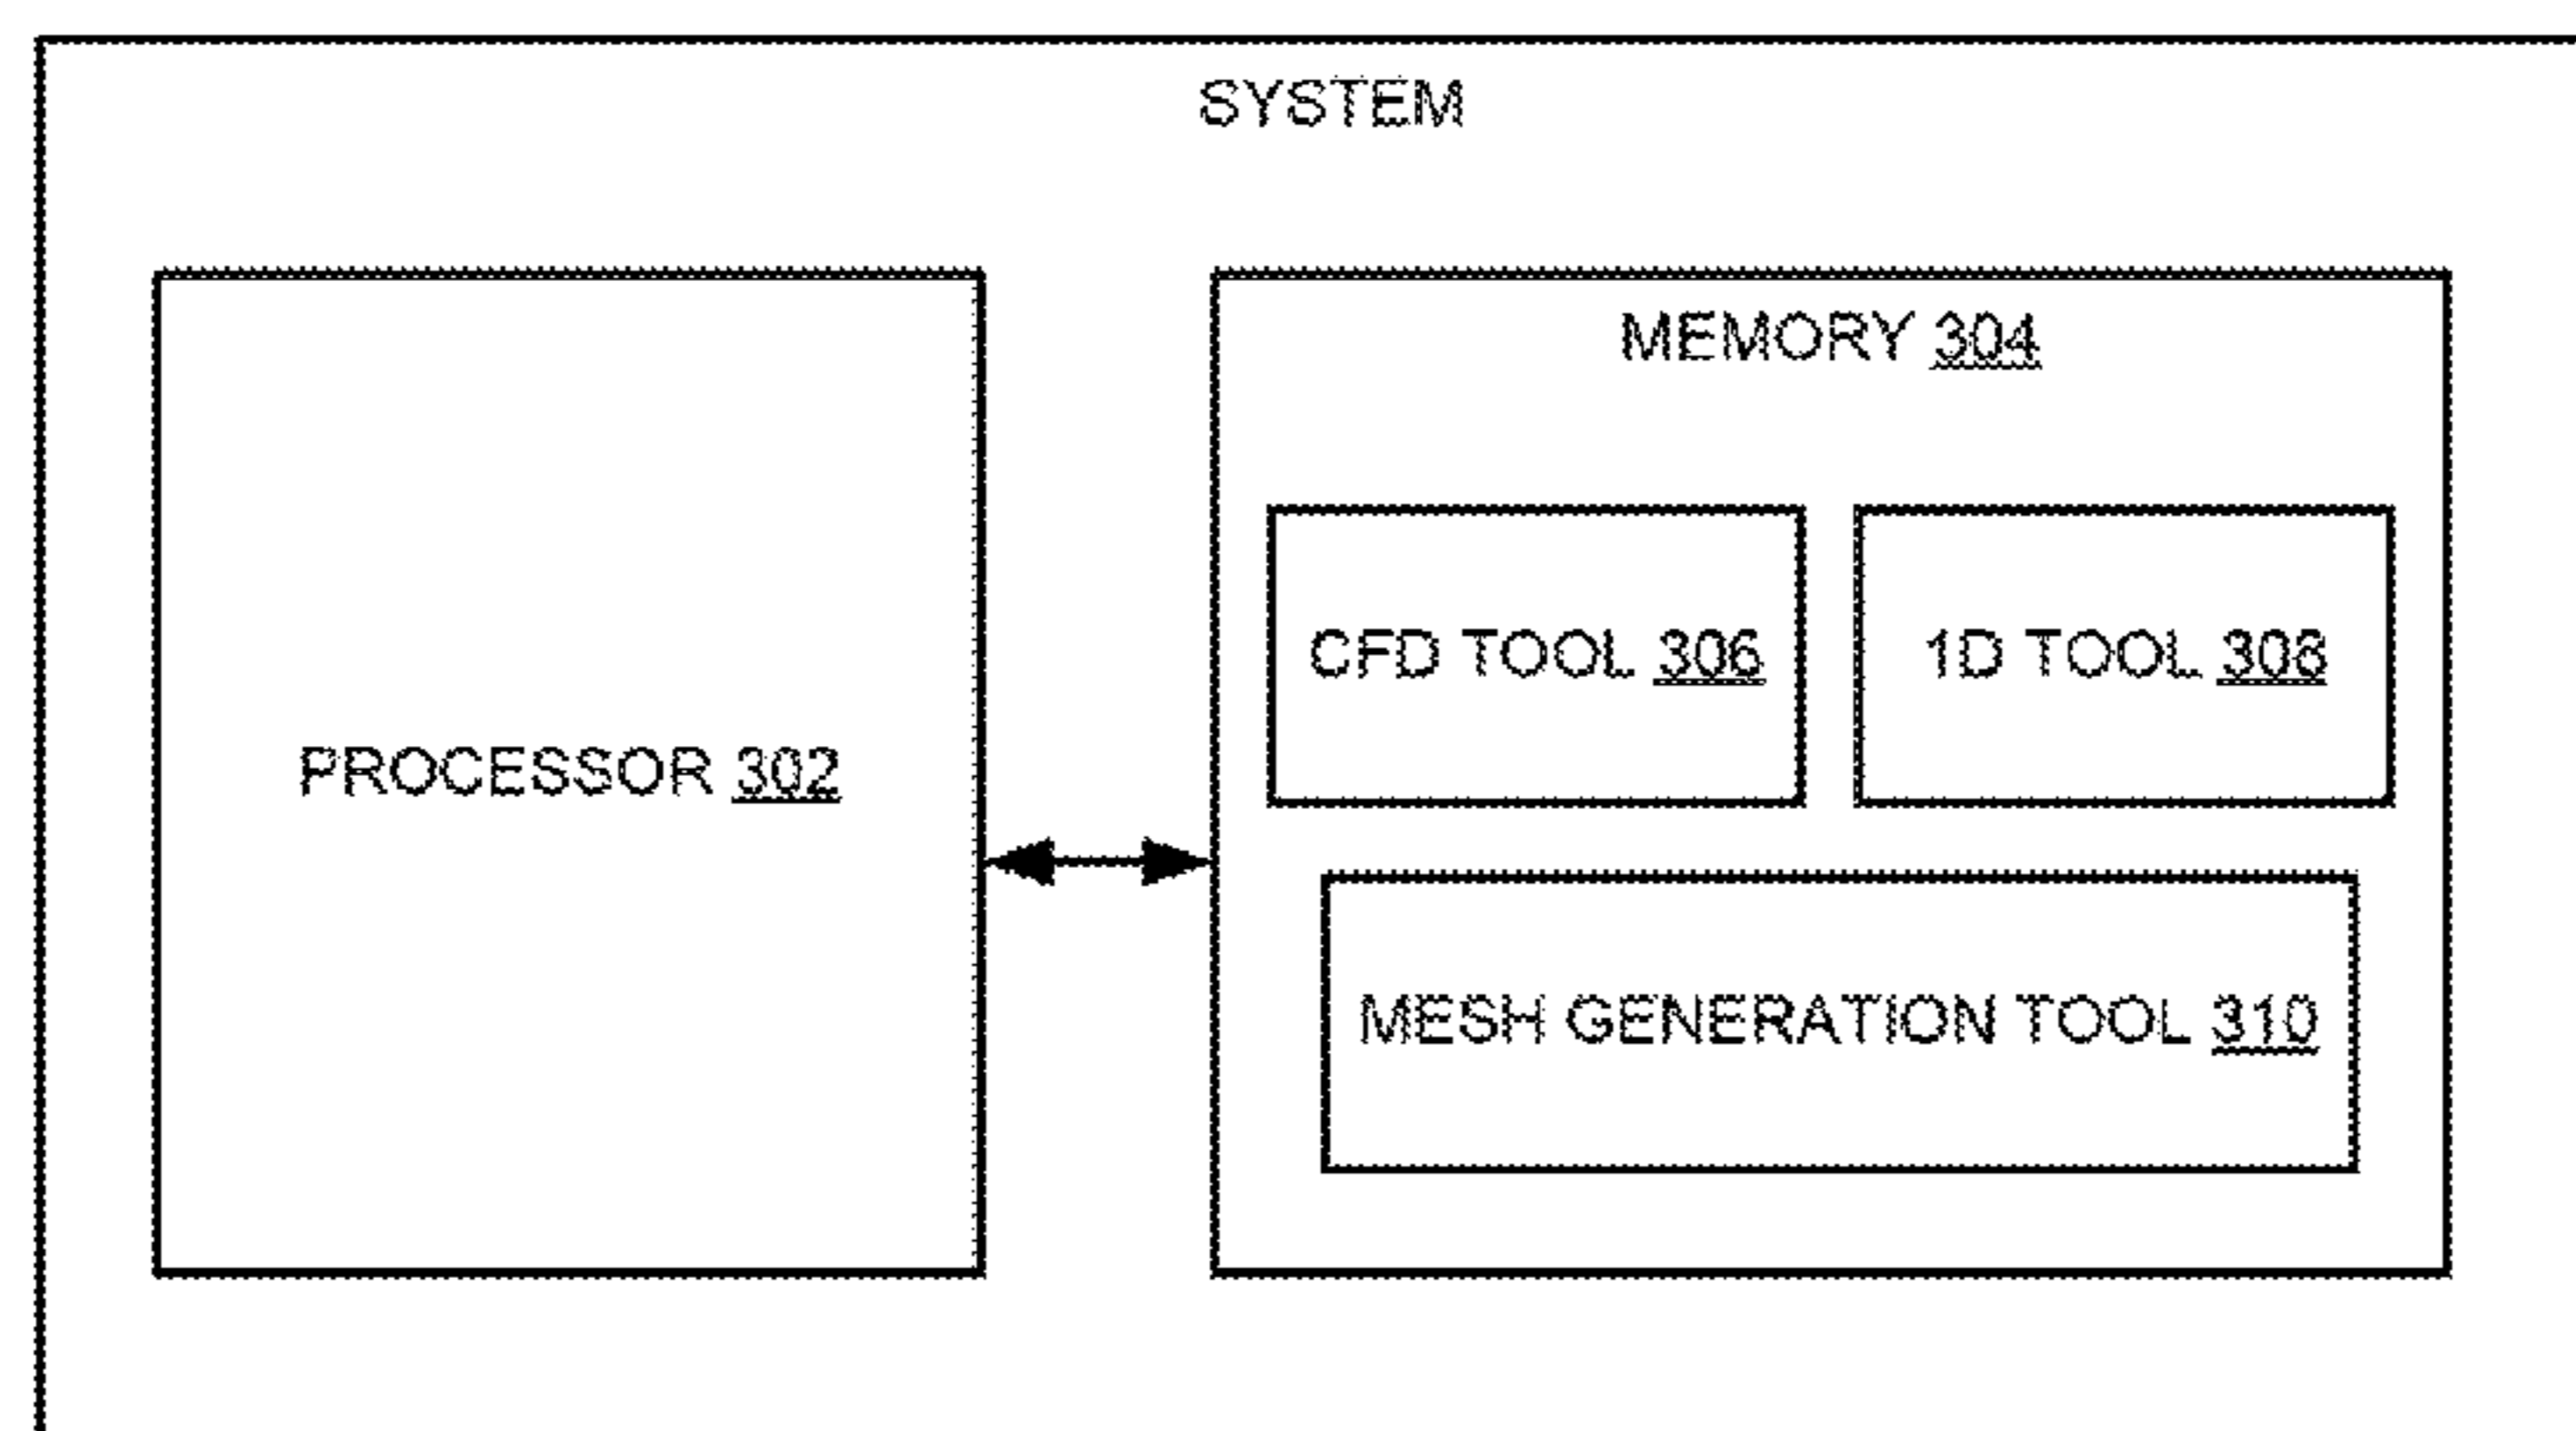 SYSTEM
MEMORY 304
CFD TOOL 306
1D TOOL 308
PROCESSOR 302
MESH GENERATION TOOL 310